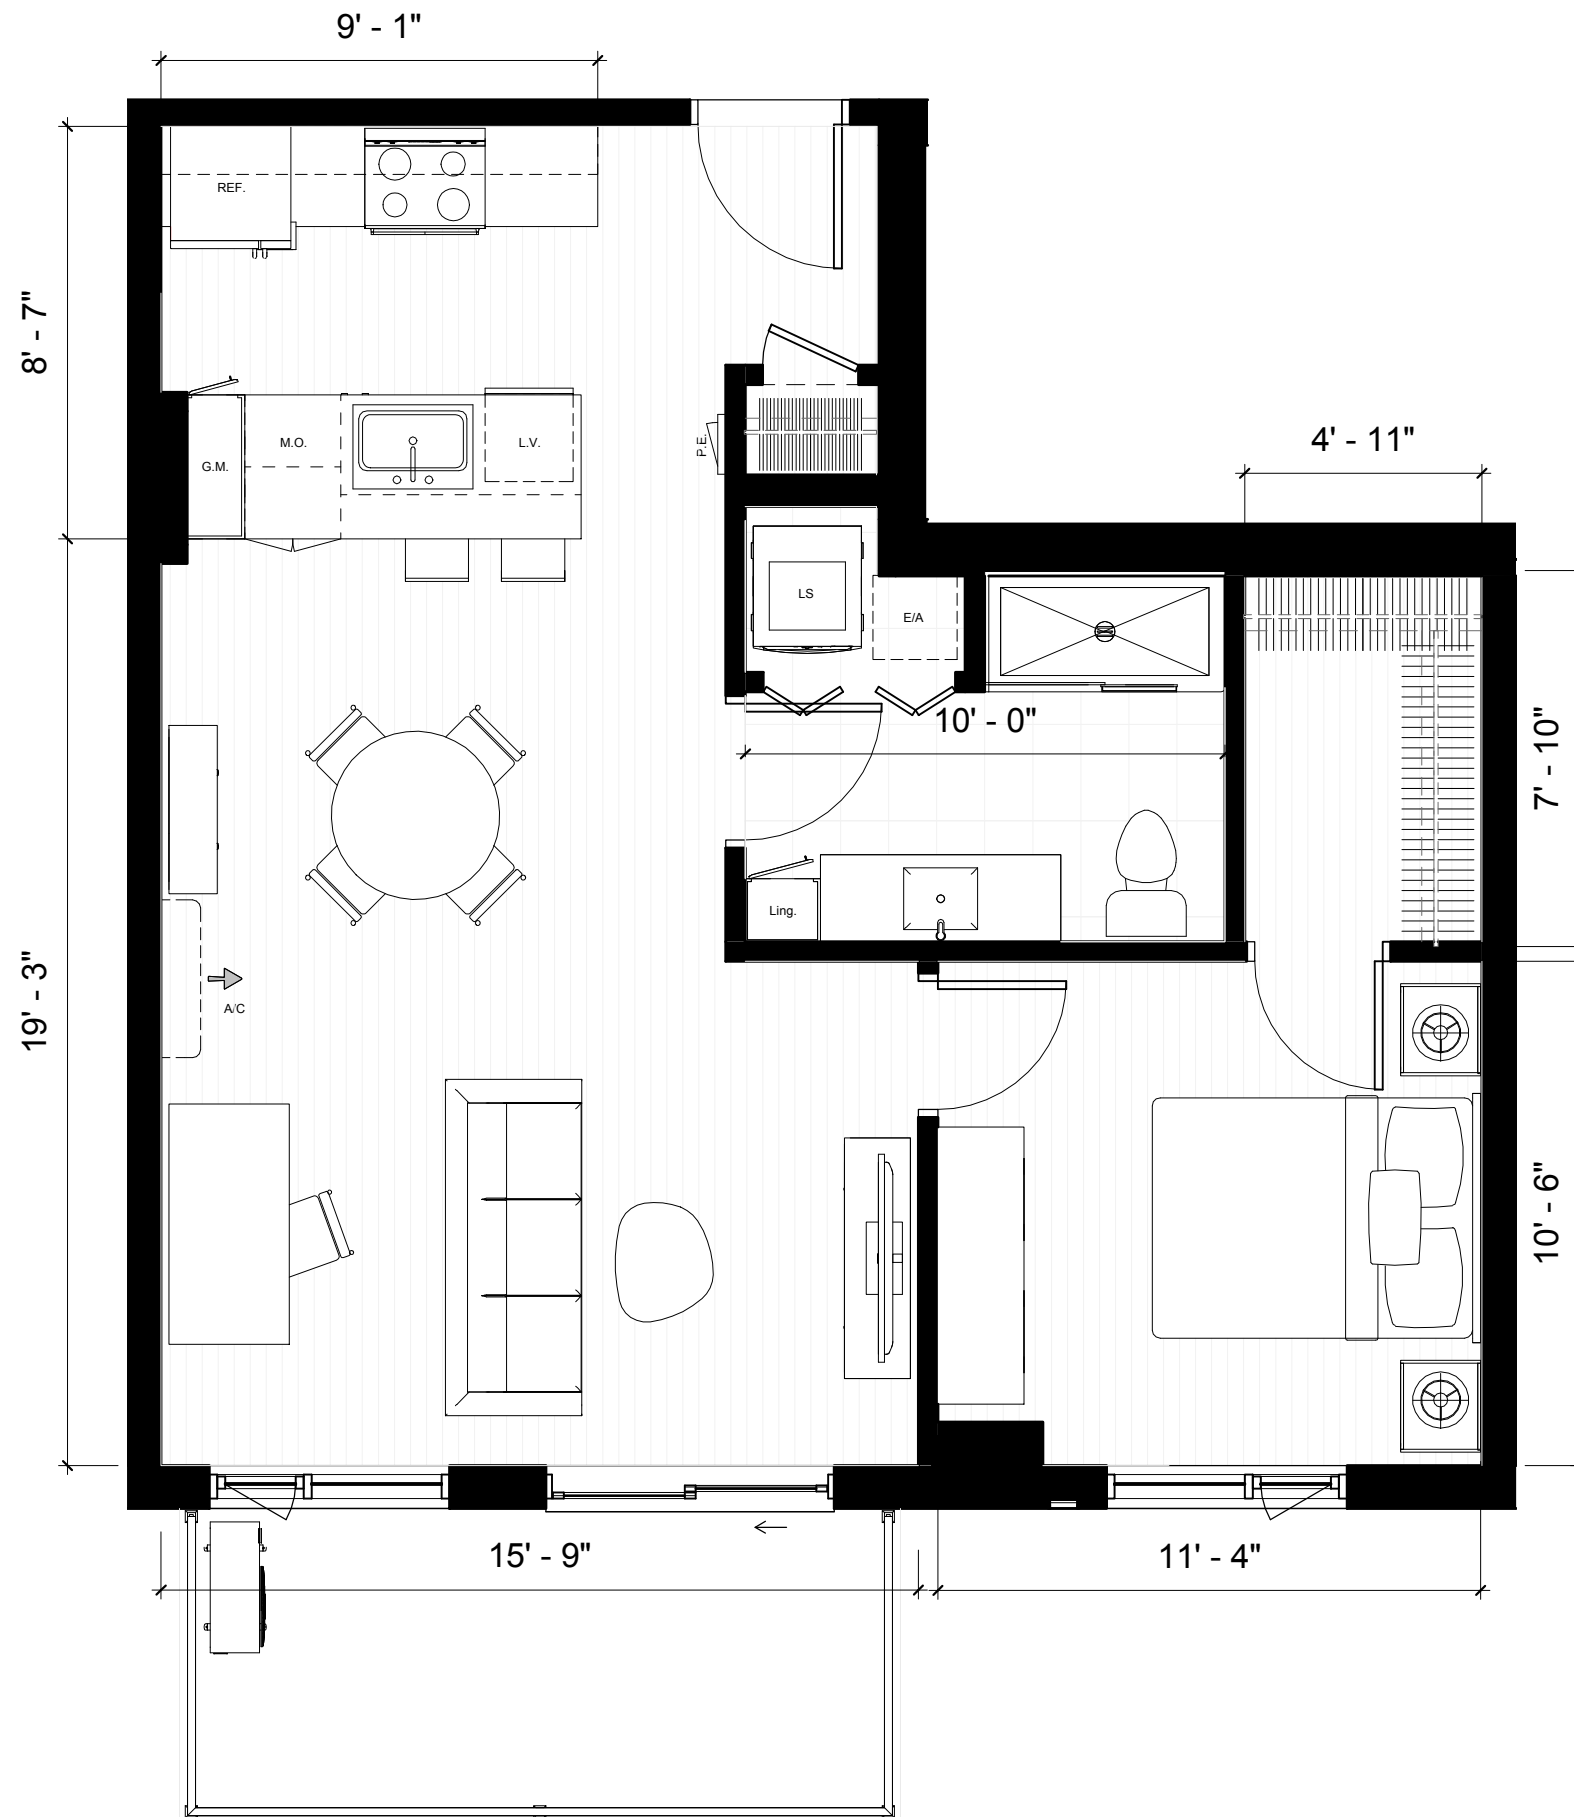 9' - 1"
REF.
8' - 7"
G.M.
M.O.
L.V.
P.E.
4' - 11"
LS
E/A
10' - 0"
7' - 10"
Ling.
A/C
19' - 3"
10' - 6"
15' - 9"
11' - 4"